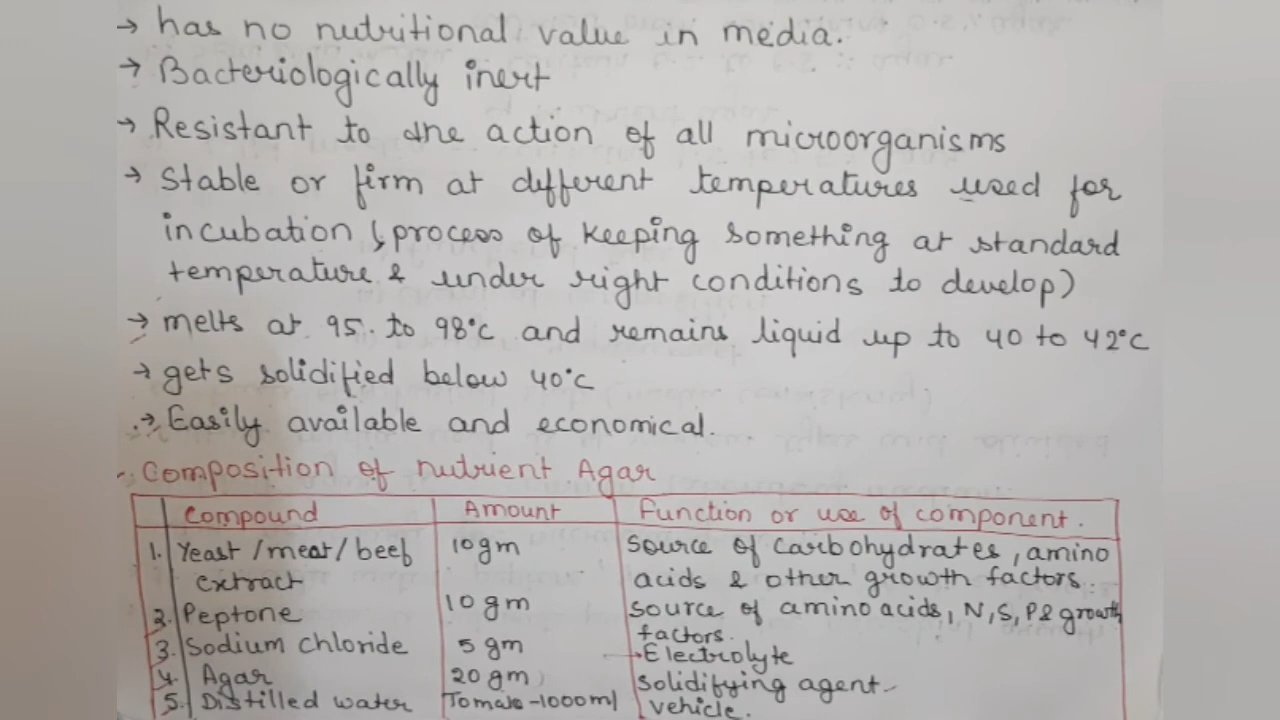 → has no nutritional value in media.
→ Bacteriologically inert
→ Resistant to the action of all microorganisms
→ Stable or firm at different temperatures used for
incubation (process of keeping something at standard
temperature & under right conditions to develop)
→ melts at 95 to 98°C and remains liquid up to 40 to 42°C
→ gets solidified below 40°C
→ Easily available and economical.
Composition of nutrient Agar
Compound Amount Function or use of component.
1. Yeast/meat/beef 10gm Source of carbohydrates, amino
extract acids & other growth factors.
2. Peptone 10 gm Source of amino acids, N, S, P & growth
factors.
3. Sodium chloride 5 gm → Electrolyte
4. Agar 20 gm Solidifying agent
5. Distilled water Tomake -1000ml vehicle.